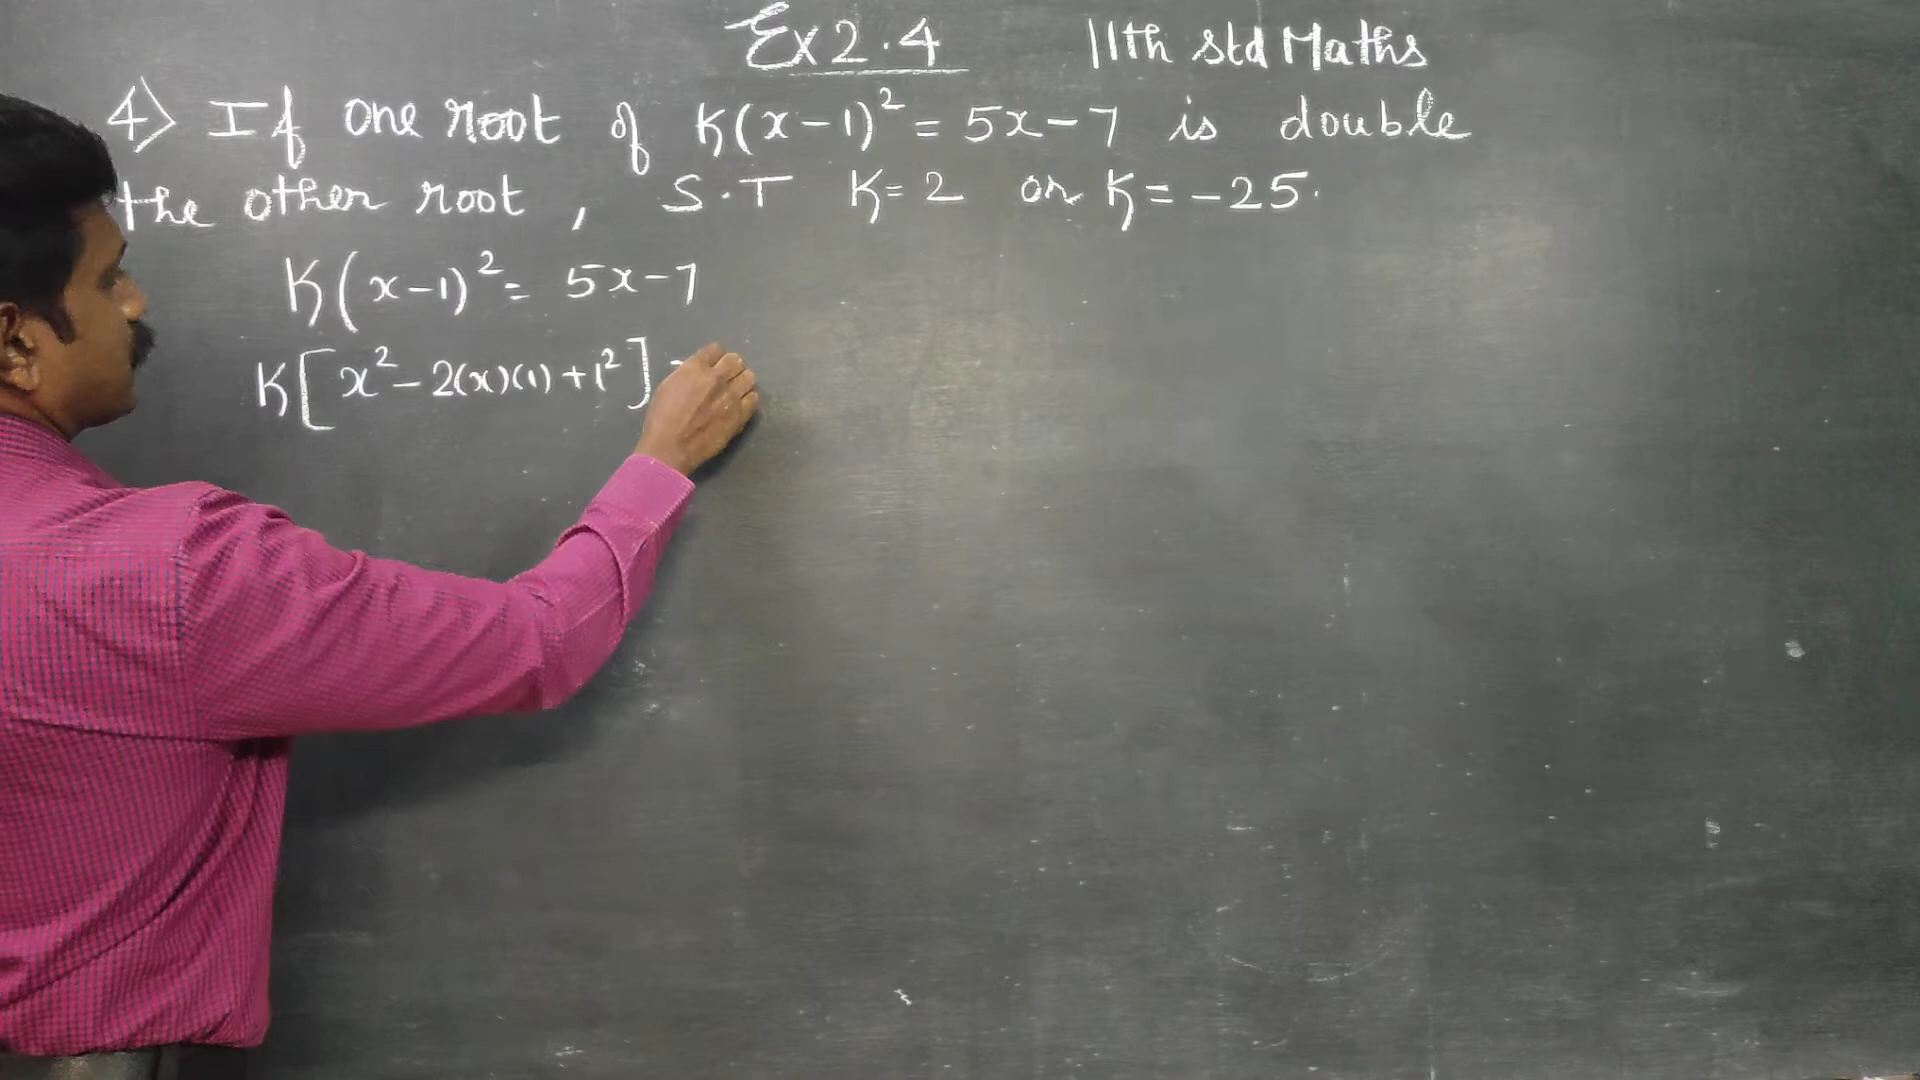 Ex 2.4 11th std Maths
4) If one root of K(x-1)² = 5x-7 is double
the other root, S.T K=2 or K=-25.
K(x-1)² = 5x-7
K[x²-2(x)(1)+1²] =